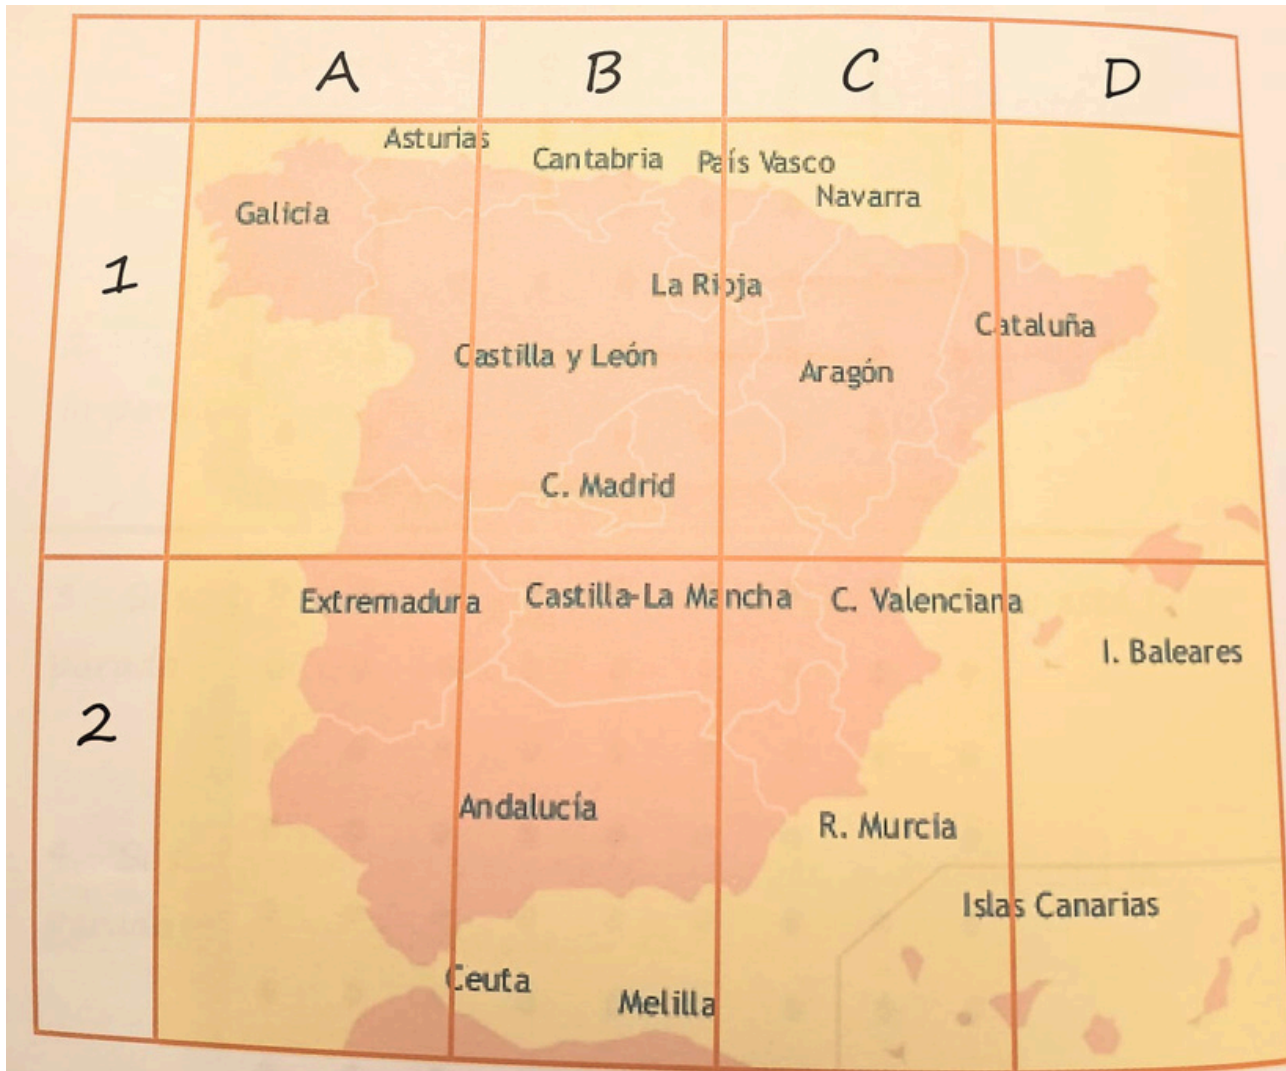 A B C D
Asturias
Cantabria
País Vasco
Navarra
Galicia
1
La Rioja
Cataluña
Castilla y León
Aragón
C. Madrid
Extremadura
Castilla-La Mancha
C. Valenciana
I. Baleares
2
Andalucía
R. Murcia
Islas Canarias
Ceuta
Melilla